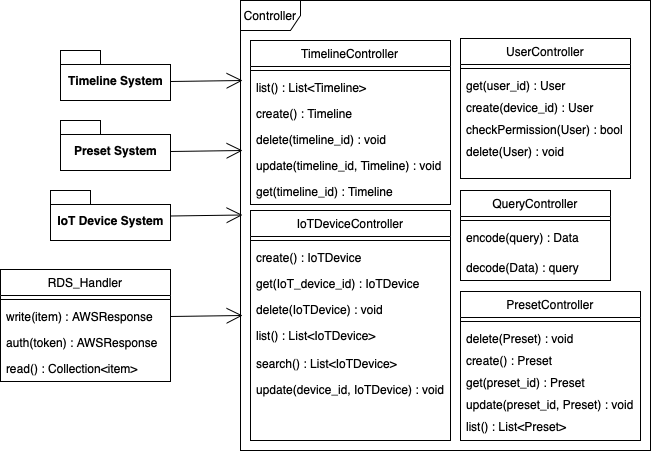 Controller
Timeline System
Preset System
IoT Device System
RDS_Handler
write(item) : AWSResponse
auth(token) : AWSResponse
read() : Collection<item>
TimelineController
list() : List<Timeline>
create() : Timeline
delete(timeline_id) : void
update(timeline_id, Timeline) : void
get(timeline_id) : Timeline
IoTDeviceController
create() : IoTDevice
get(IoT_device_id) : IoTDevice
delete(IoTDevice) : void
list() : List<IoTDevice>
search() : List<IoTDevice>
update(device_id, IoTDevice) : void
UserController
get(user_id) : User
create(device_id) : User
checkPermission(User) : bool
delete(User) : void
QueryController
encode(query) : Data
decode(Data) : query
PresetController
delete(Preset) : void
create() : Preset
get(preset_id) : Preset
update(preset_id, Preset) : void
list() : List<Preset>